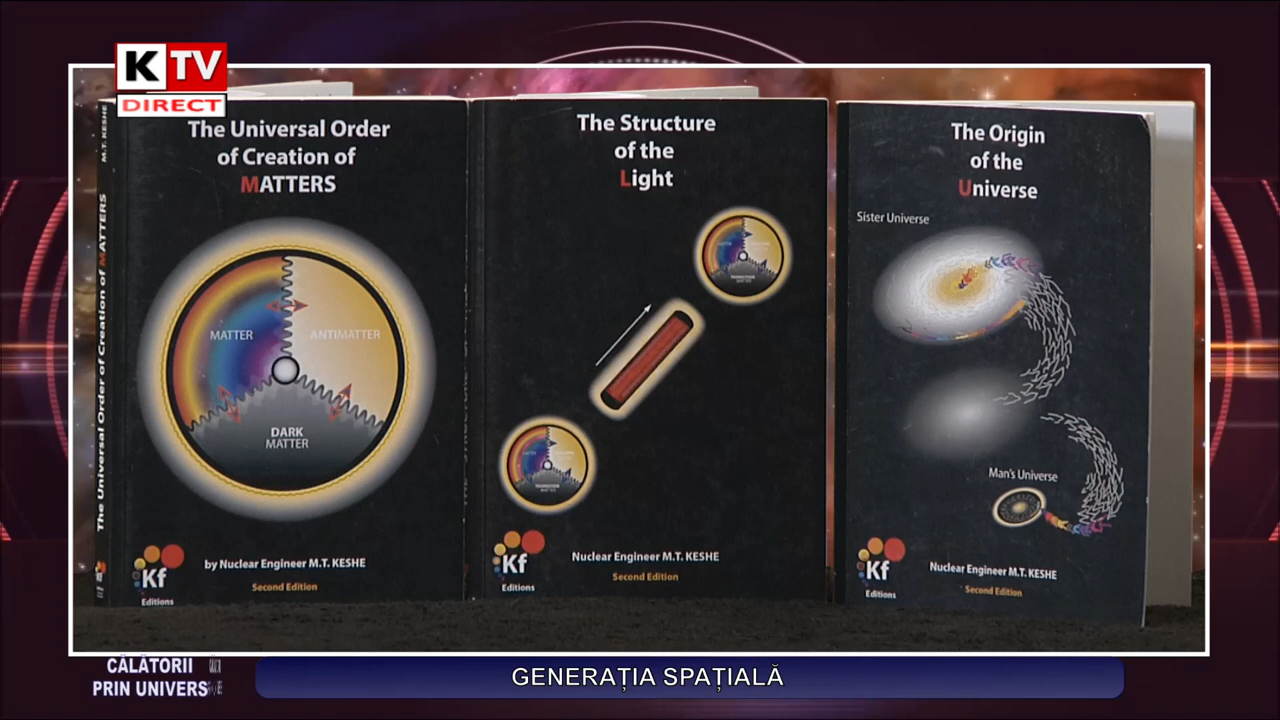 K TV
DIRECT
M.T. KESHE
The Universal Order of Creation of MATTERS
The Universal Order
of Creation of
MATTERS
MATTER
ANTIMATTER
DARK
MATTER
Kf
Editions
by Nuclear Engineer M.T. KESHE
Second Edition
The Structure
of the
Light
MATTER
MATTER
Kf
Editions
Nuclear Engineer M.T. KESHE
Second Edition
The Origin
of the
Universe
Sister Universe
Man's Universe
Kf
Editions
Nuclear Engineer M.T. KESHE
Second Edition
CĂLĂTORII
PRIN UNIVERS
GENERAȚIA SPAȚIALĂ